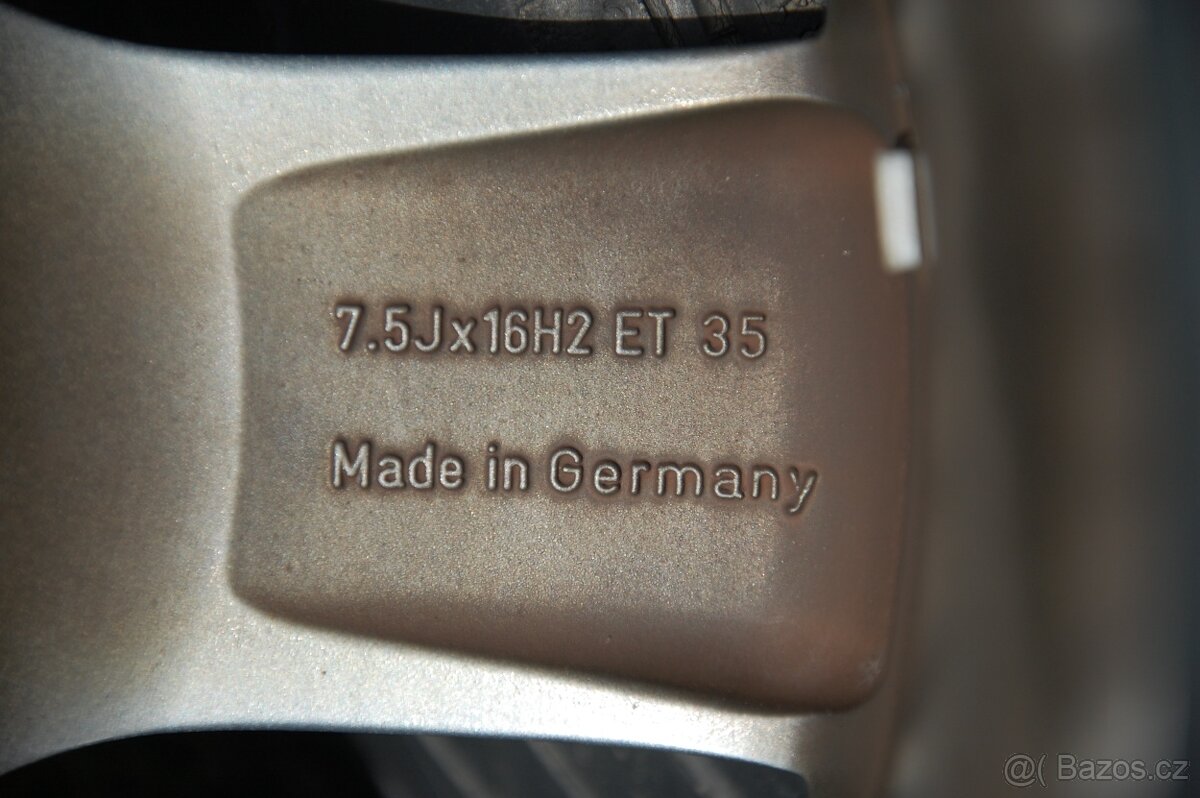 7.5Jx16H2 ET 35
Made in Germany
@( Bazos.cz